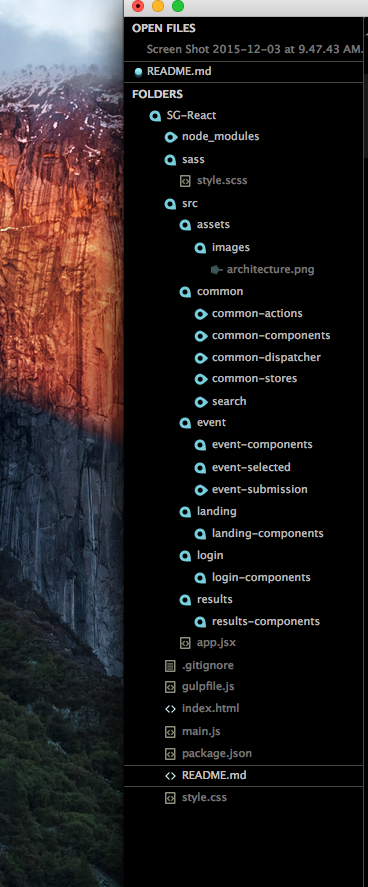 OPEN FILES
Screen Shot 2015-12-03 at 9.47.43 AM.
README.md
FOLDERS
SG-React
node_modules
sass
style.scss
src
assets
images
architecture.png
common
common-actions
common-components
common-dispatcher
common-stores
search
event
event-components
event-selected
event-submission
landing
landing-components
login
login-components
results
results-components
app.jsx
.gitignore
gulpfile.js
index.html
main.js
package.json
README.md
style.css